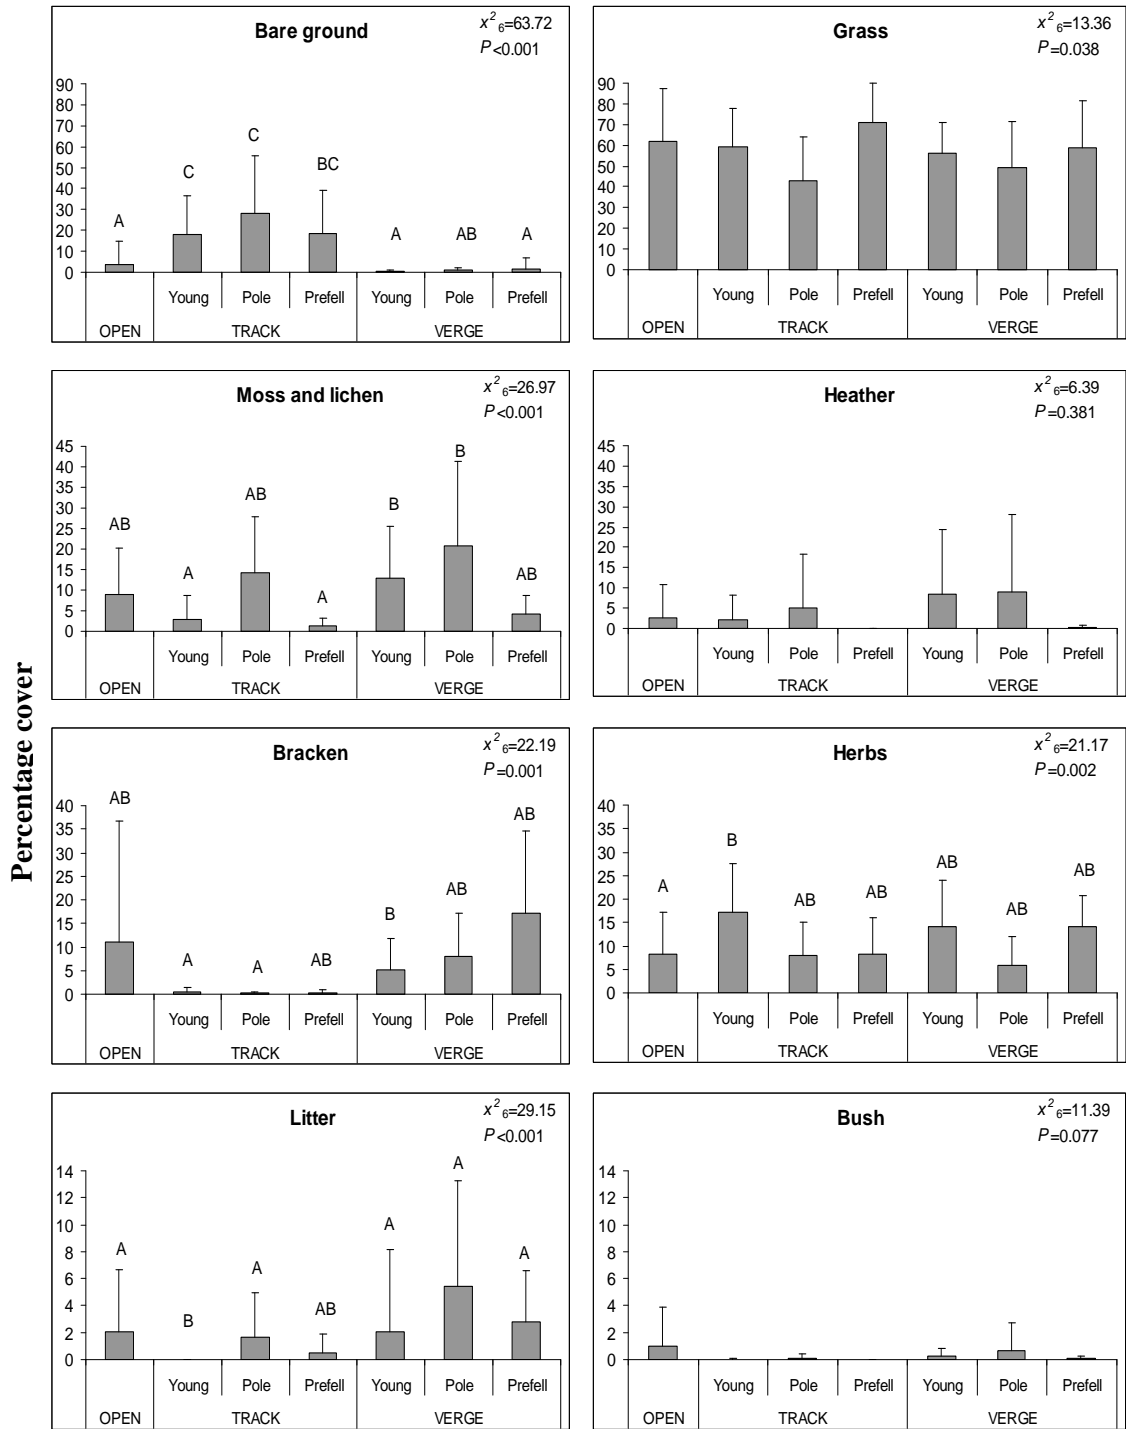 Percentage cover
Bare ground
x²₆=63.72
P<0.001
90
80
70
60
50
40
30
20
10
0
A
C
C
BC
A
AB
A
Young Pole Prefell Young Pole Prefell
OPEN TRACK VERGE
Grass
x²₆=13.36
P=0.038
90
80
70
60
50
40
30
20
10
0
Young Pole Prefell Young Pole Prefell
OPEN TRACK VERGE
Moss and lichen
x²₆=26.97
P<0.001
45
40
35
30
25
20
15
10
5
0
AB
A
AB
A
B
B
AB
Young Pole Prefell Young Pole Prefell
OPEN TRACK VERGE
Heather
x²₆=6.39
P=0.381
45
40
35
30
25
20
15
10
5
0
Young Pole Prefell Young Pole Prefell
OPEN TRACK VERGE
Bracken
x²₆=22.19
P=0.001
40
35
30
25
20
15
10
5
0
AB
A
A
AB
B
AB
AB
Young Pole Prefell Young Pole Prefell
OPEN TRACK VERGE
Herbs
x²₆=21.17
P=0.002
40
35
30
25
20
15
10
5
0
A
B
AB
AB
AB
AB
AB
Young Pole Prefell Young Pole Prefell
OPEN TRACK VERGE
Litter
x²₆=29.15
P<0.001
14
12
10
8
6
4
2
0
A
B
A
AB
A
A
A
Young Pole Prefell Young Pole Prefell
OPEN TRACK VERGE
Bush
x²₆=11.39
P=0.077
14
12
10
8
6
4
2
0
Young Pole Prefell Young Pole Prefell
OPEN TRACK VERGE